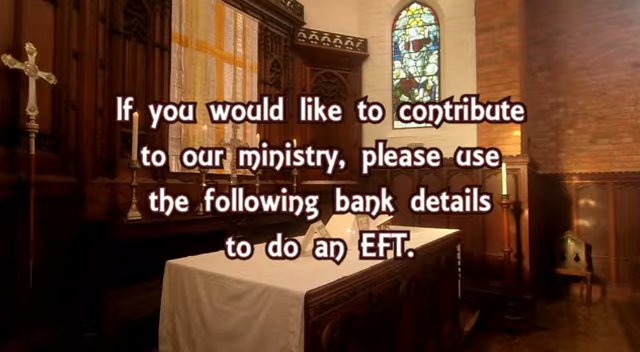 If you would like to contribute
to our ministry, please use
the following bank details
to do an EFT.